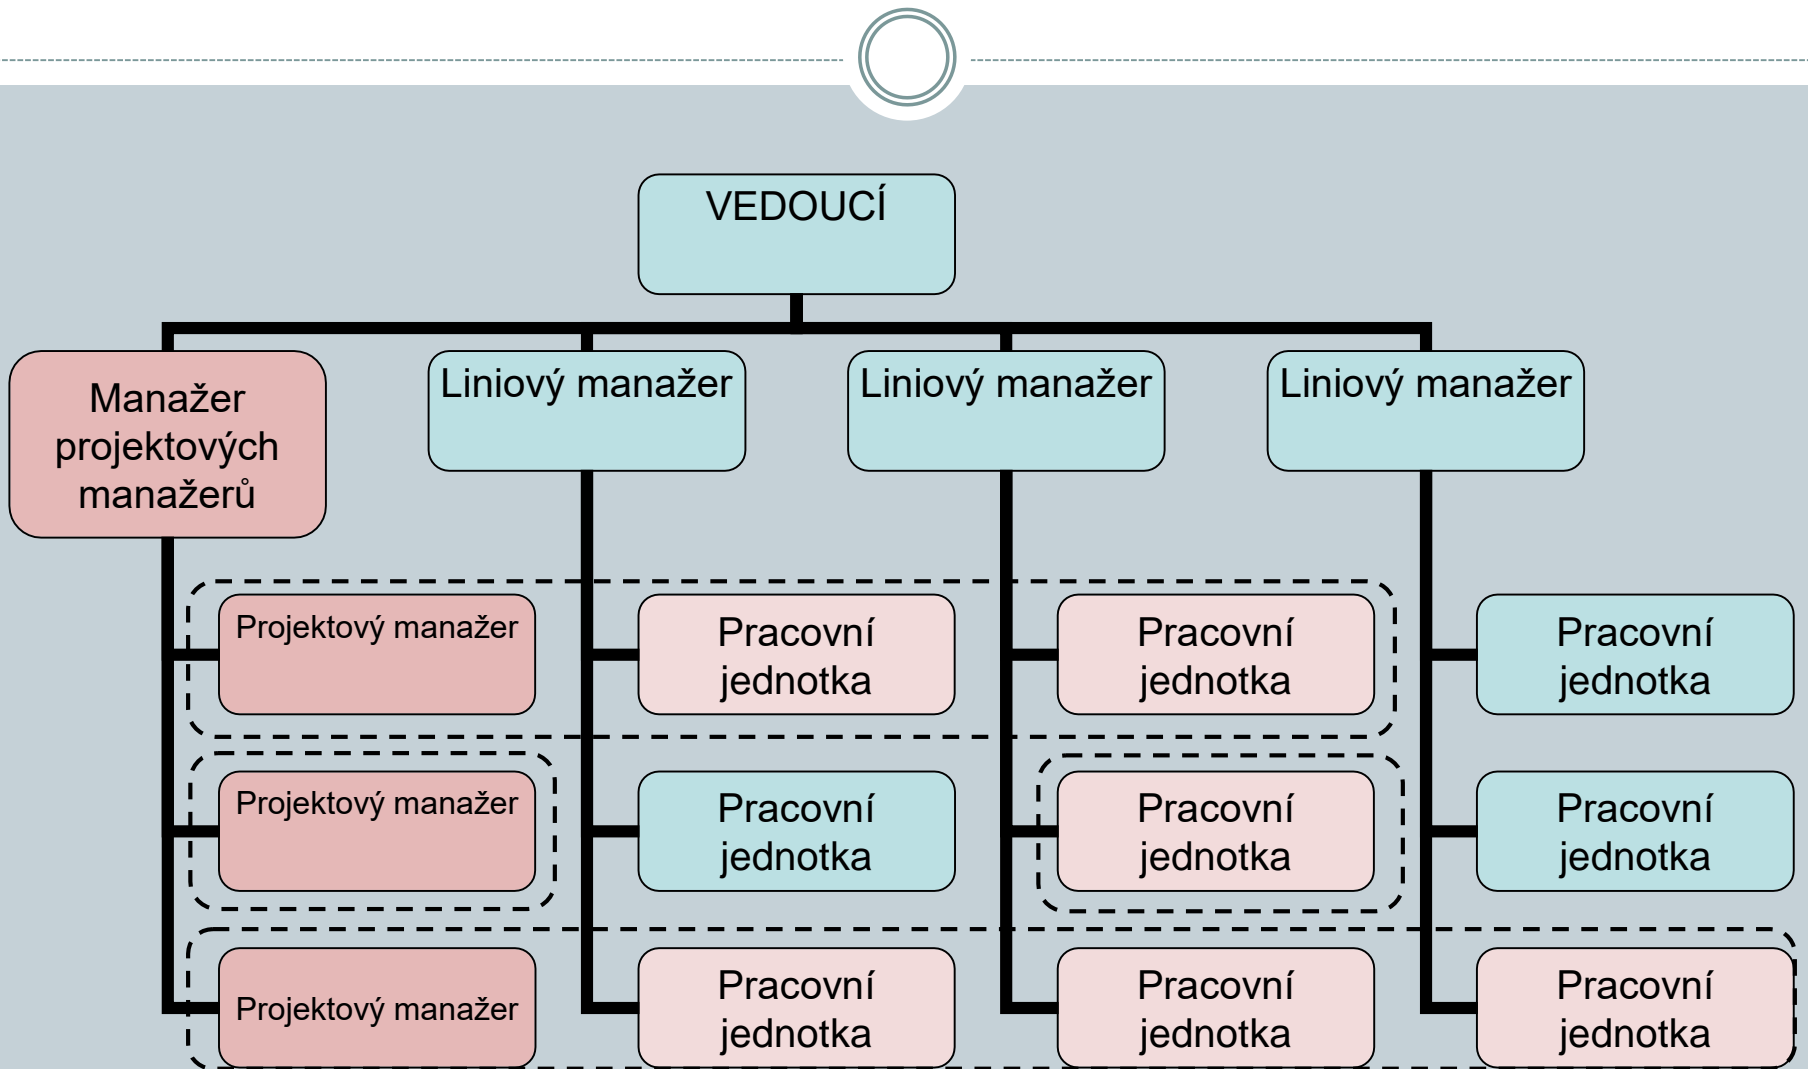 VEDOUCÍ
Manažer
projektových
manažerů
Liniový manažer
Liniový manažer
Liniový manažer
Projektový manažer
Pracovní
jednotka
Pracovní
jednotka
Pracovní
jednotka
Projektový manažer
Pracovní
jednotka
Pracovní
jednotka
Pracovní
jednotka
Projektový manažer
Pracovní
jednotka
Pracovní
jednotka
Pracovní
jednotka